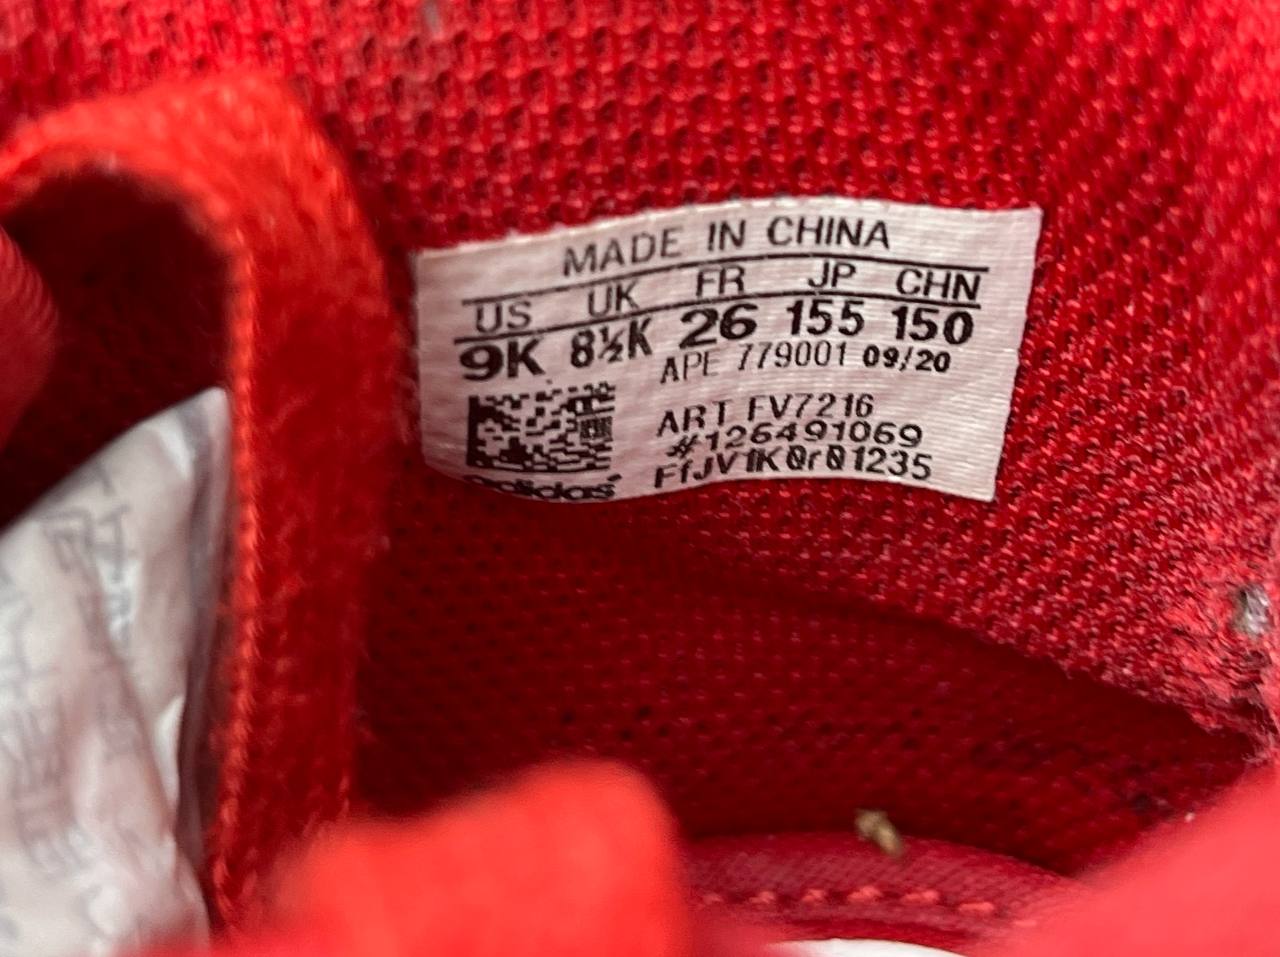 MADE IN CHINA
US UK FR JP CHN
9K 8½K 26 155 150
APE 779001 09/20
ART FV7216
#126491069
FfJV1K0r01235
adidas